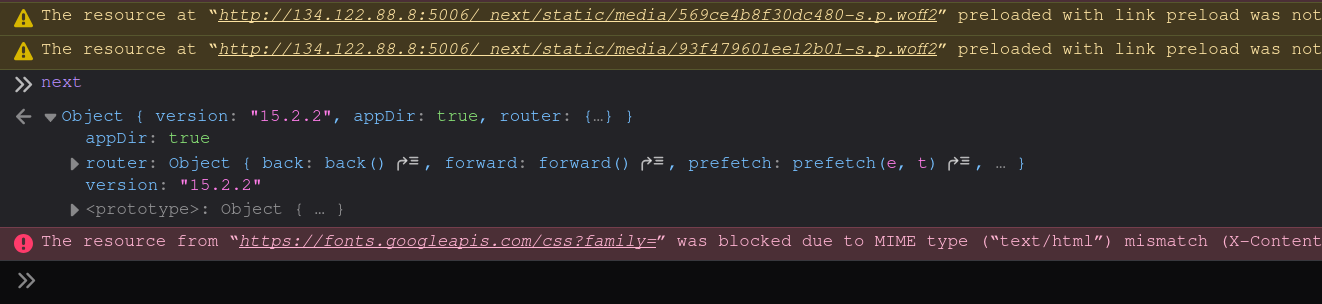 The resource at “http://134.122.88.8:5006/_next/static/media/569ce4b8f30dc480-s.p.woff2” preloaded with link preload was not
The resource at “http://134.122.88.8:5006/_next/static/media/93f479601ee12b01-s.p.woff2” preloaded with link preload was not
next
Object { version: "15.2.2", appDir: true, router: {…} }
appDir: true
router: Object { back: back(), forward: forward(), prefetch: prefetch(e, t), … }
version: "15.2.2"
<prototype>: Object { … }
The resource from “https://fonts.googleapis.com/css?family=” was blocked due to MIME type (“text/html”) mismatch (X-Content